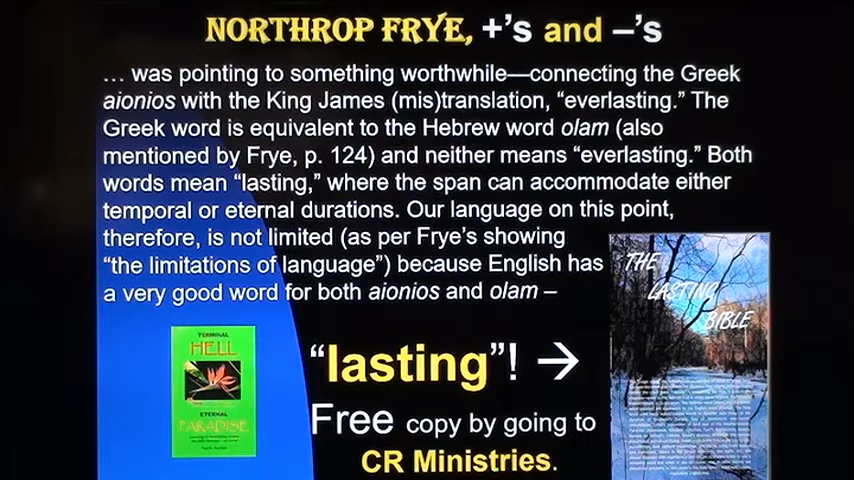 NORTHROP FRYE, +’s and –’s
… was pointing to something worthwhile—connecting the Greek
aionios with the King James (mis)translation, “everlasting.” The
Greek word is equivalent to the Hebrew word olam (also
mentioned by Frye, p. 124) and neither means “everlasting.” Both
words mean “lasting,” where the span can accommodate either
temporal or eternal durations. Our language on this point,
therefore, is not limited (as per Frye’s showing
“the limitations of language”) because English has
a very good word for both aionios and olam –
“lasting”! →
Free copy by going to
CR Ministries.
TERMINAL
HELL
ETERNAL
PARADISE
THE
LASTING
BIBLE